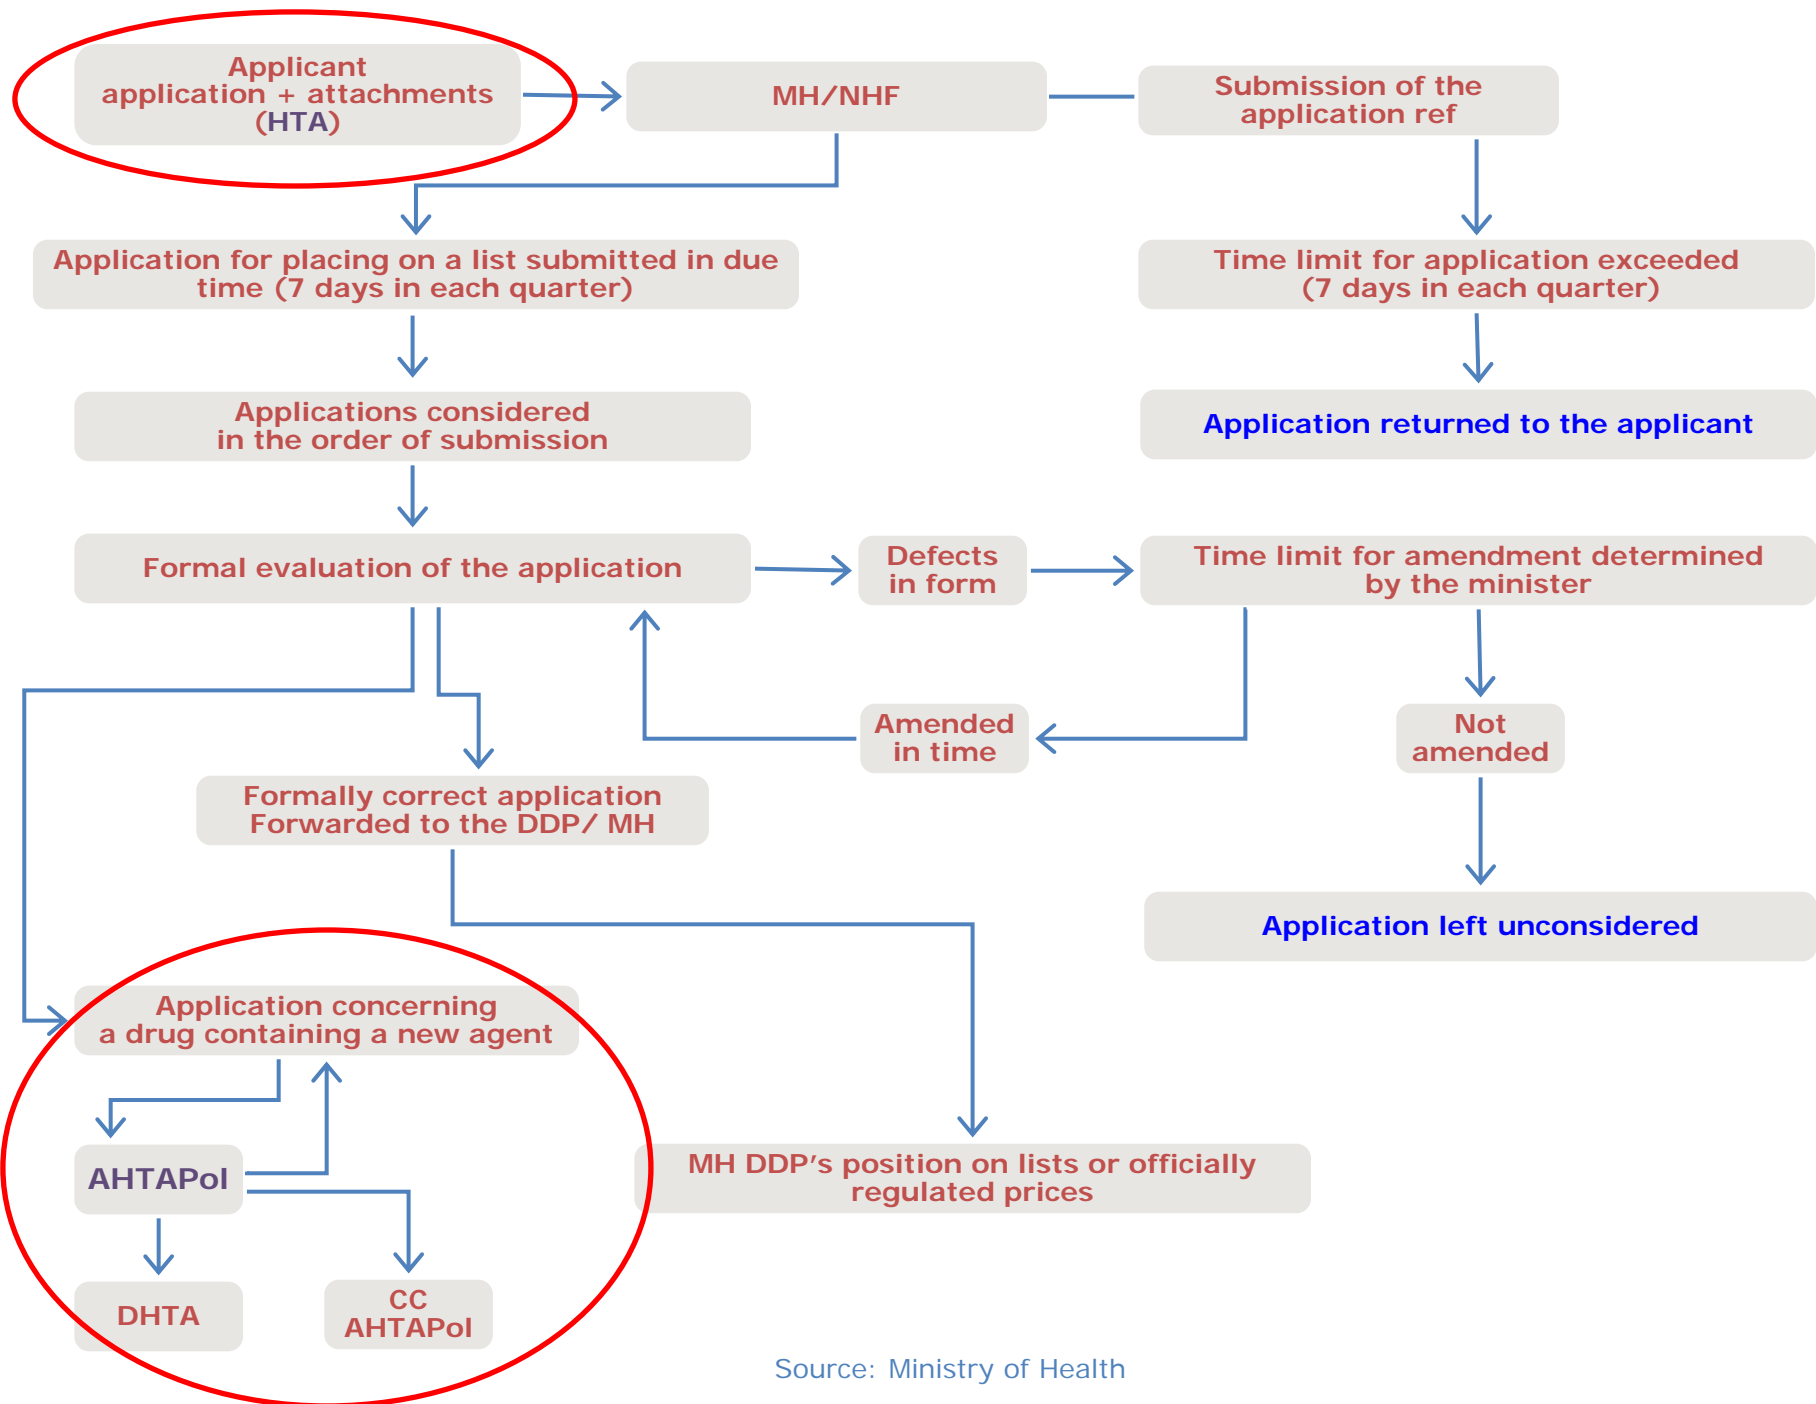 Applicant
application + attachments
(HTA)
MH/NHF
Submission of the
application ref
Application for placing on a list submitted in due
time (7 days in each quarter)
Time limit for application exceeded
(7 days in each quarter)
Applications considered
in the order of submission
Application returned to the applicant
Formal evaluation of the application
Defects
in form
Time limit for amendment determined
by the minister
Amended
in time
Not
amended
Formally correct application
Forwarded to the DDP/ MH
Application left unconsidered
Application concerning
a drug containing a new agent
AHTAPol
MH DDP's position on lists or officially
regulated prices
DHTA
CC
AHTAPol
Source: Ministry of Health